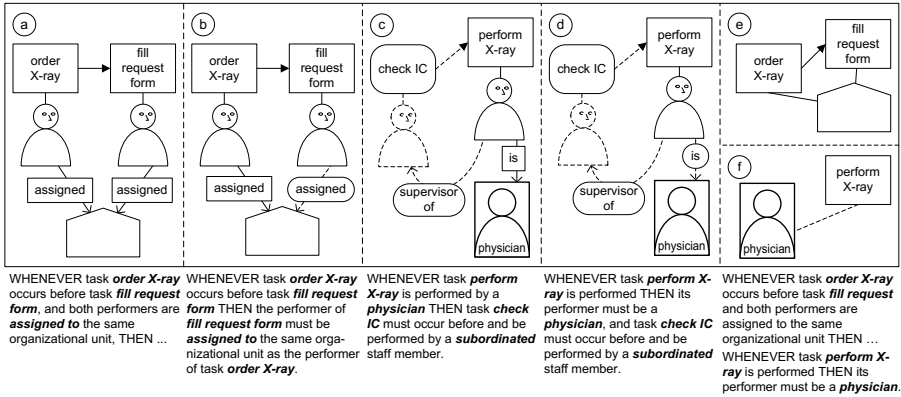 a
order
X-ray
fill
request
form
assigned
assigned
b
order
X-ray
fill
request
form
assigned
assigned
c
check IC
perform
X-ray
is
supervisor
of
physician
d
check IC
perform
X-ray
is
supervisor
of
physician
e
order
X-ray
fill
request
form
f
perform
X-ray
physician
WHENEVER task order X-ray
occurs before task fill request
form, and both performers are
assigned to the same
organizational unit, THEN ...
WHENEVER task order X-ray
occurs before task fill request
form THEN the performer of
fill request form must be
assigned to the same orga-
nizational unit as the performer
of task order X-ray.
WHENEVER task perform
X-ray is performed by a
physician THEN task check
IC must occur before and be
performed by a subordinated
staff member.
WHENEVER task perform X-
ray is performed THEN its
performer must be a
physician, and task check IC
must occur before and be
performed by a subordinated
staff member.
WHENEVER task order X-ray
occurs before task fill request
and both performers are
assigned to the same
organizational unit THEN …
WHENEVER task perform X-
ray is performed THEN its
performer must be a physician.